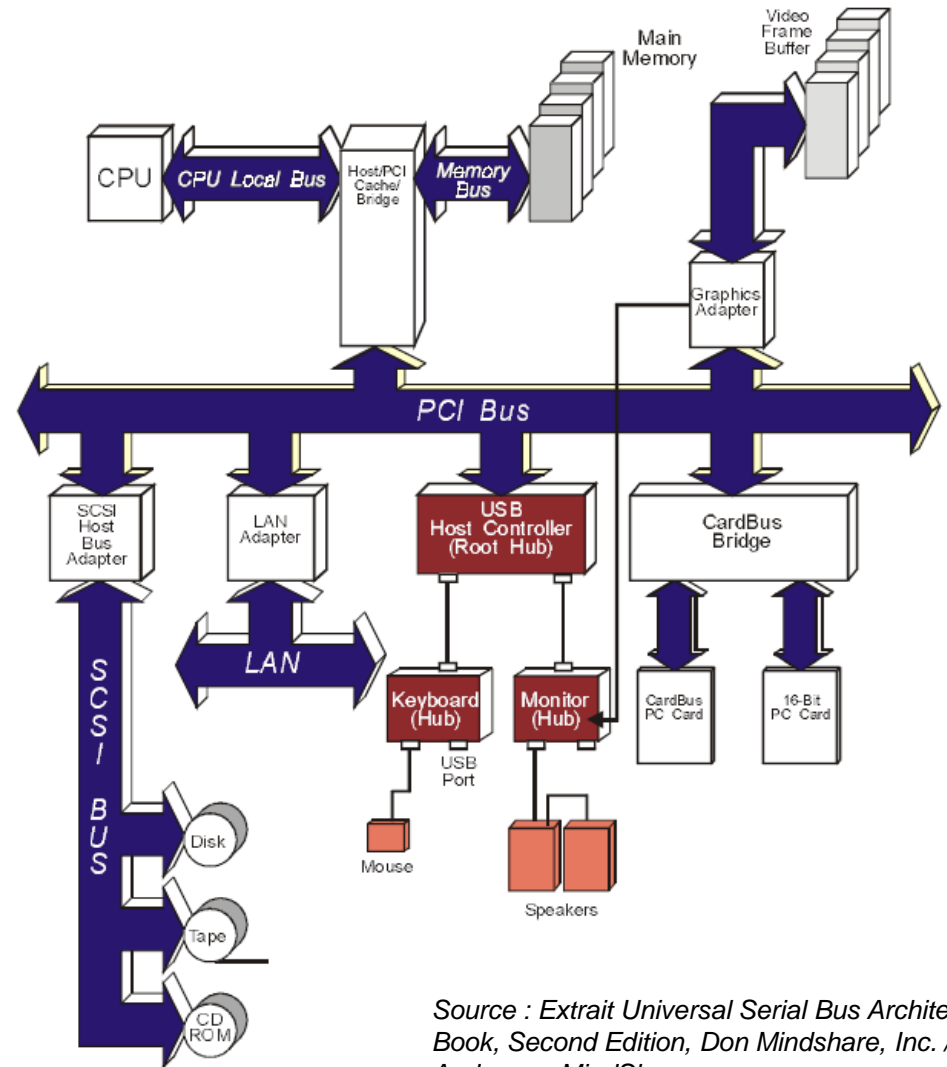 Main
Memory
Video
Frame
Buffer
CPU
CPU Local Bus
Host/PCI
Cache/
Bridge
Memory
Bus
Graphics
Adapter
PCI Bus
SCSI
Host
Bus
Adapter
LAN
Adapter
USB
Host Controller
(Root Hub)
CardBus
Bridge
LAN
SCSI BUS
Keyboard
(Hub)
Monitor
(Hub)
CardBus
PC Card
16-Bit
PC Card
USB
Port
Mouse
Speakers
Disk
Tape
CD
ROM
Source : Extrait Universal Serial Bus Archite
Book, Second Edition, Don Mindshare, Inc.